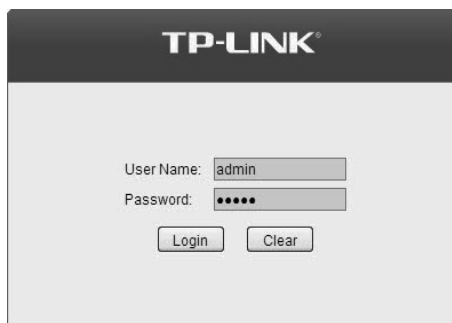 TP-LINK®
User Name: admin
Password: •••••
Login Clear